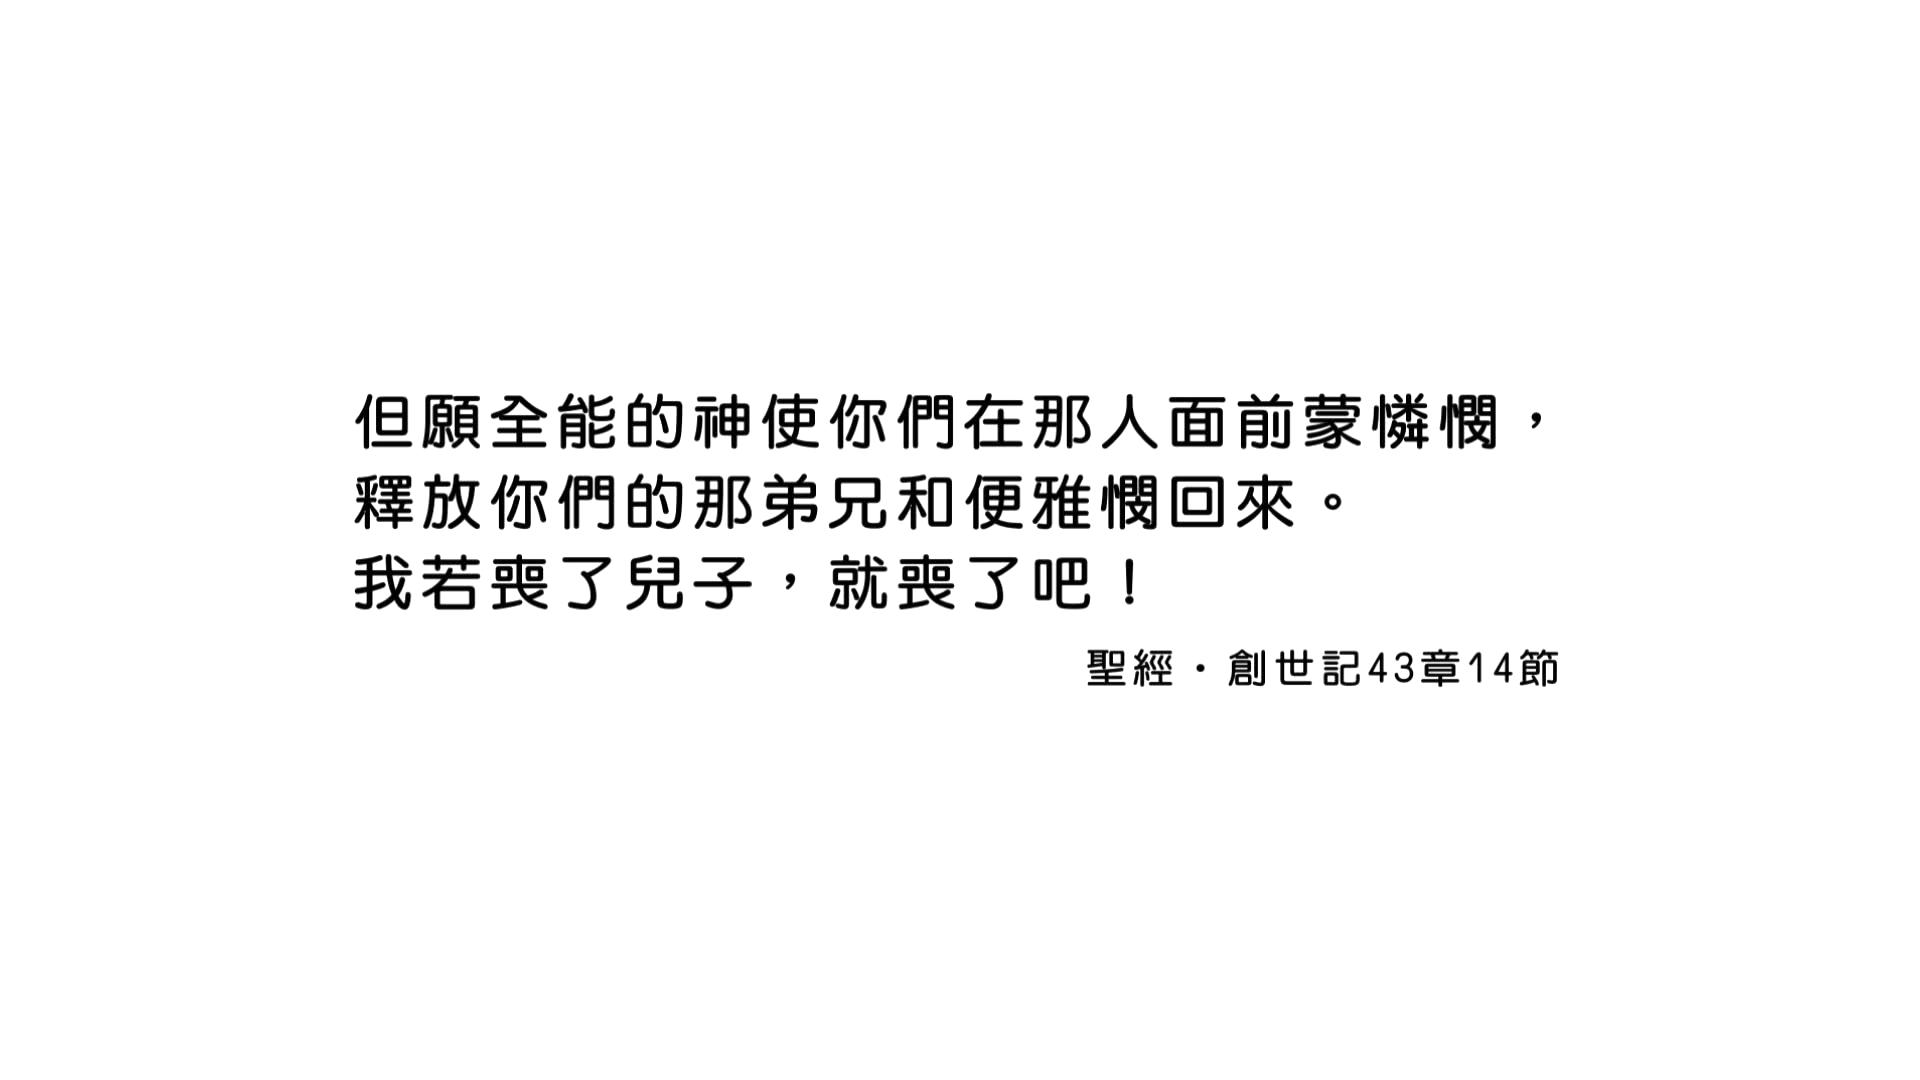 但願全能的神使你們在那人面前蒙憐憫，
釋放你們的那弟兄和便雅憫回來。
我若喪了兒子，就喪了吧！
聖經・創世記43章14節